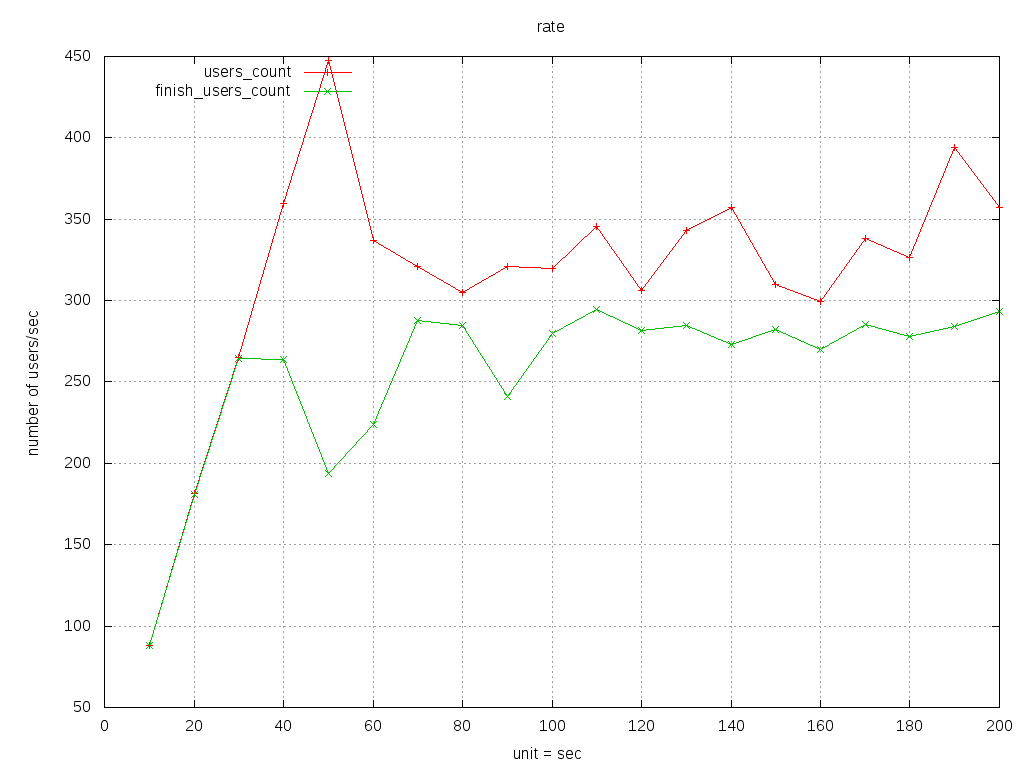 rate
450
400
350
300
250
200
150
100
50
number of users/sec
users_count
finish_users_count
0 20 40 60 80 100 120 140 160 180 200
unit = sec